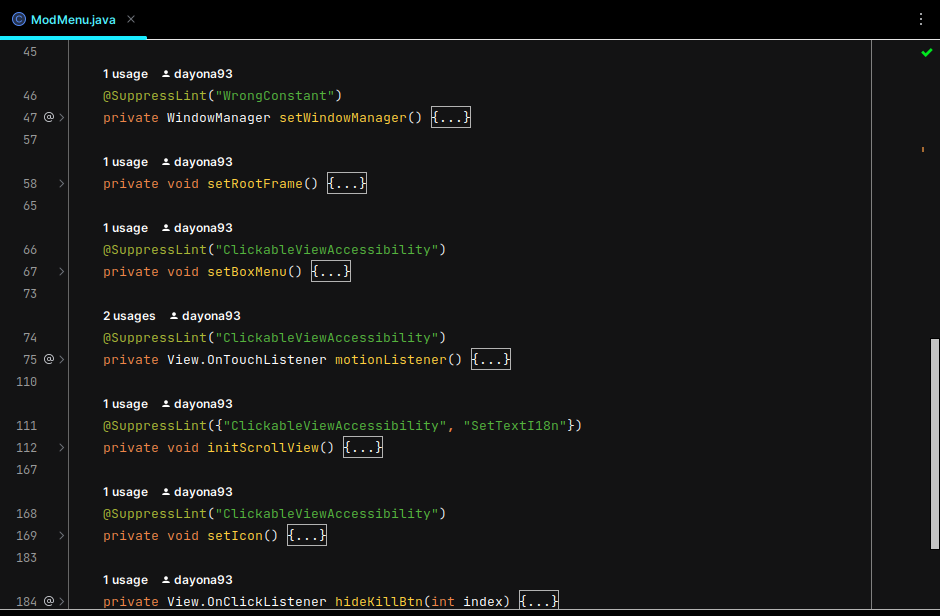 ModMenu.java
45
1 usage dayona93
46 @SuppressLint("WrongConstant")
47 @ private WindowManager setWindowManager() {...}
57
1 usage dayona93
58 private void setRootFrame() {...}
65
1 usage dayona93
66 @SuppressLint("ClickableViewAccessibility")
67 private void setBoxMenu() {...}
73
2 usages dayona93
74 @SuppressLint("ClickableViewAccessibility")
75 @ private View.OnTouchListener motionListener() {...}
110
1 usage dayona93
111 @SuppressLint({"ClickableViewAccessibility", "SetTextI18n"})
112 private void initScrollView() {...}
167
1 usage dayona93
168 @SuppressLint("ClickableViewAccessibility")
169 private void setIcon() {...}
183
1 usage dayona93
184 @ private View.OnClickListener hideKillBtn(int index) {...}